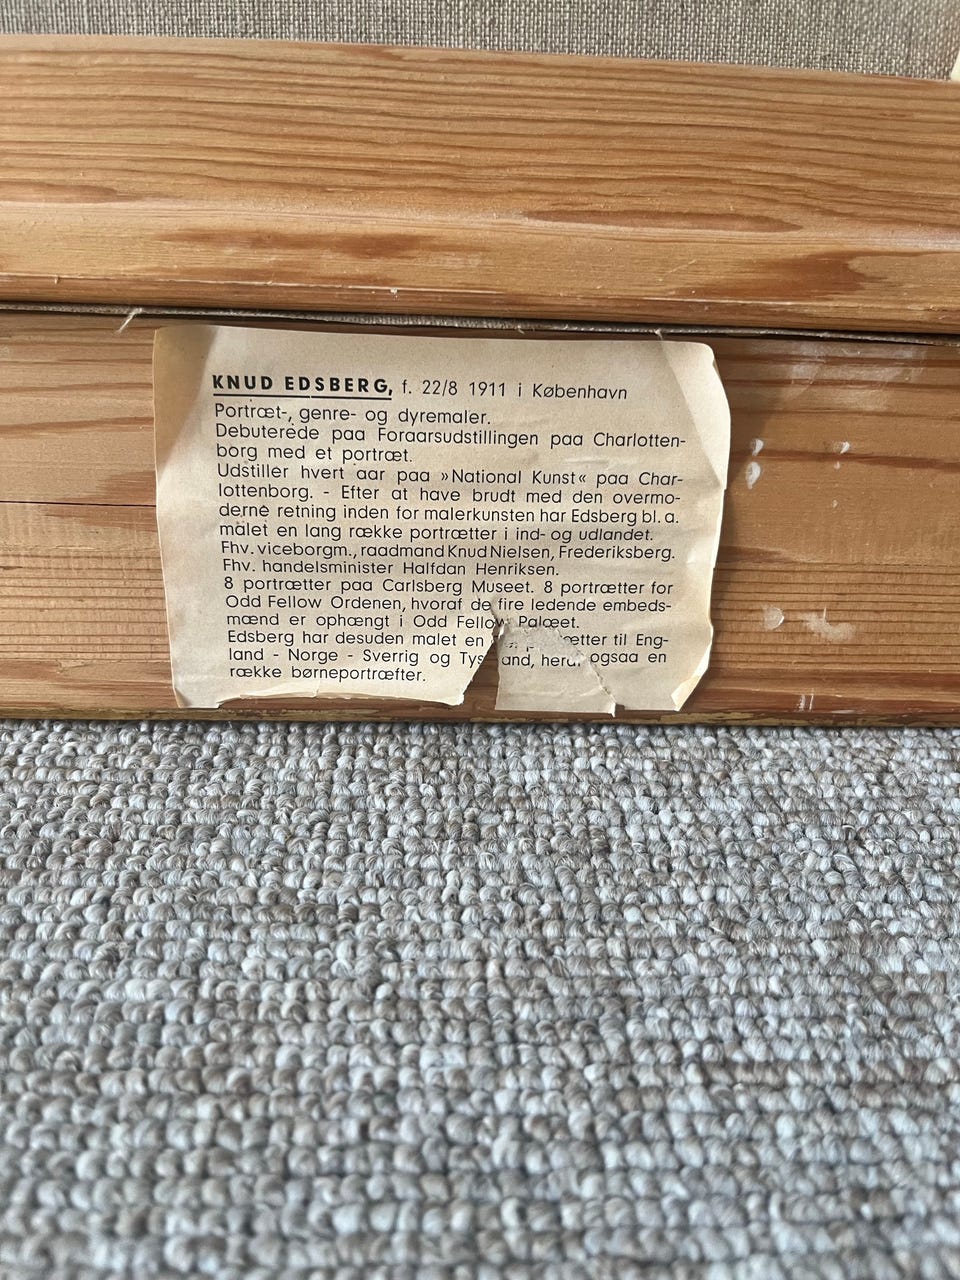 KNUD EDSBERG, f. 22/8 1911 i København
Portræt-, genre- og dyremaler.
Debuterede paa Foraarsudstillingen paa Charlotten-
borg med et portræt.
Udstiller hvert aar paa »National Kunst« paa Char-
lottenborg. - Efter at have brudt med den overmo-
derne retning inden for malerkunsten har Edsberg bl. a.
malet en lang række portrætter i ind- og udlandet.
Fhv. viceborgm., raadmand Knud Nielsen, Frederiksberg.
Fhv. handelsminister Halfdan Henriksen.
8 portrætter paa Carlsberg Museet. 8 portrætter for
Odd Fellow Ordenen, hvoraf de fire ledende embeds-
mænd er ophængt i Odd Fellow Palæet.
Edsberg har desuden malet en til Eng-
land - Norge - Sverrig og ogsaa en
række børneportræfter.